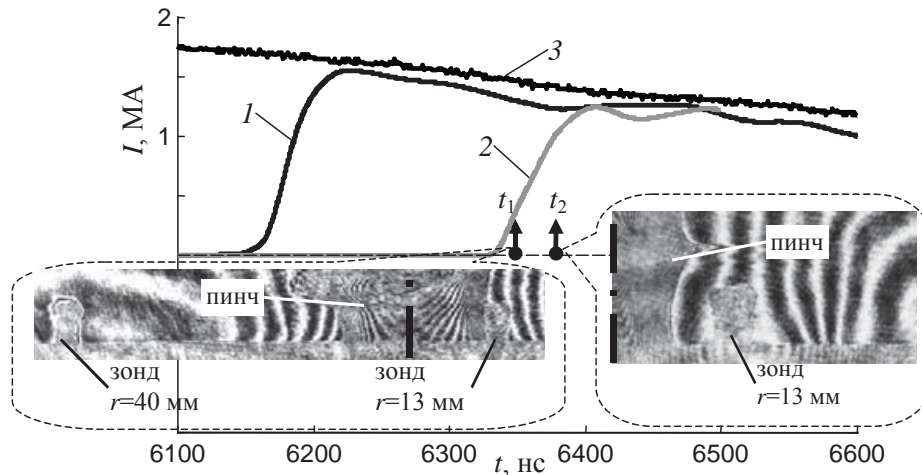 2
I, МА
1
1
2
3
t1
t2
пинч
зонд
r=40 мм
зонд
r=13 мм
пинч
зонд
r=13 мм
6100
6200
6300
6400
6500
6600
t, нс